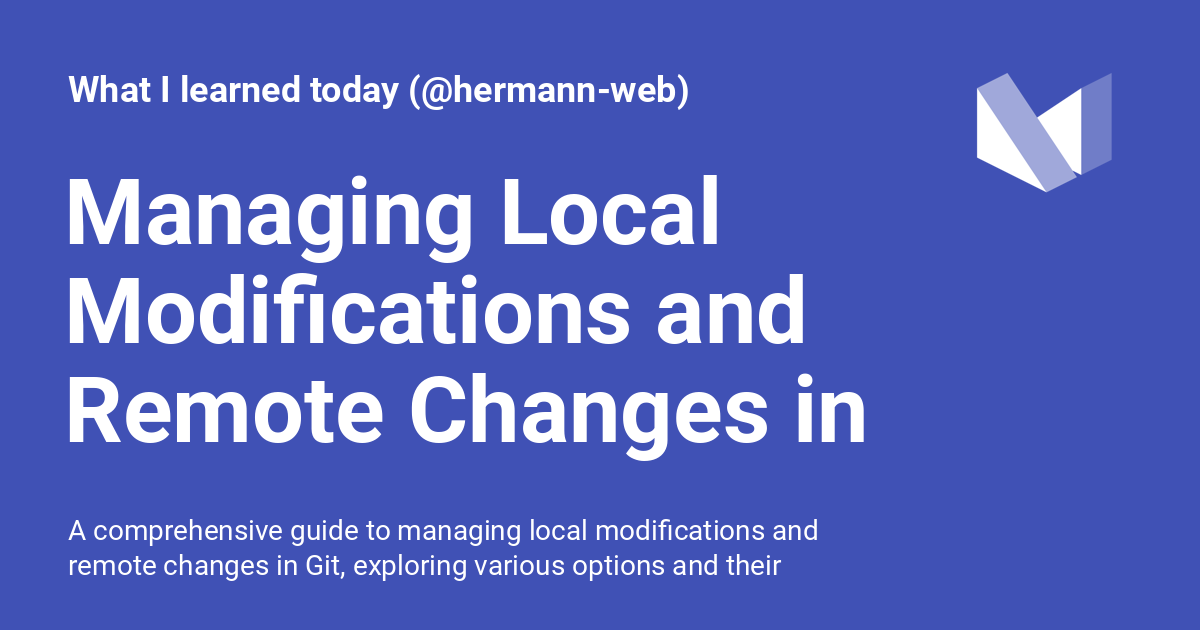 What I learned today (@hermann-web)
Managing Local
Modifications and
Remote Changes in
A comprehensive guide to managing local modifications and
remote changes in Git, exploring various options and their